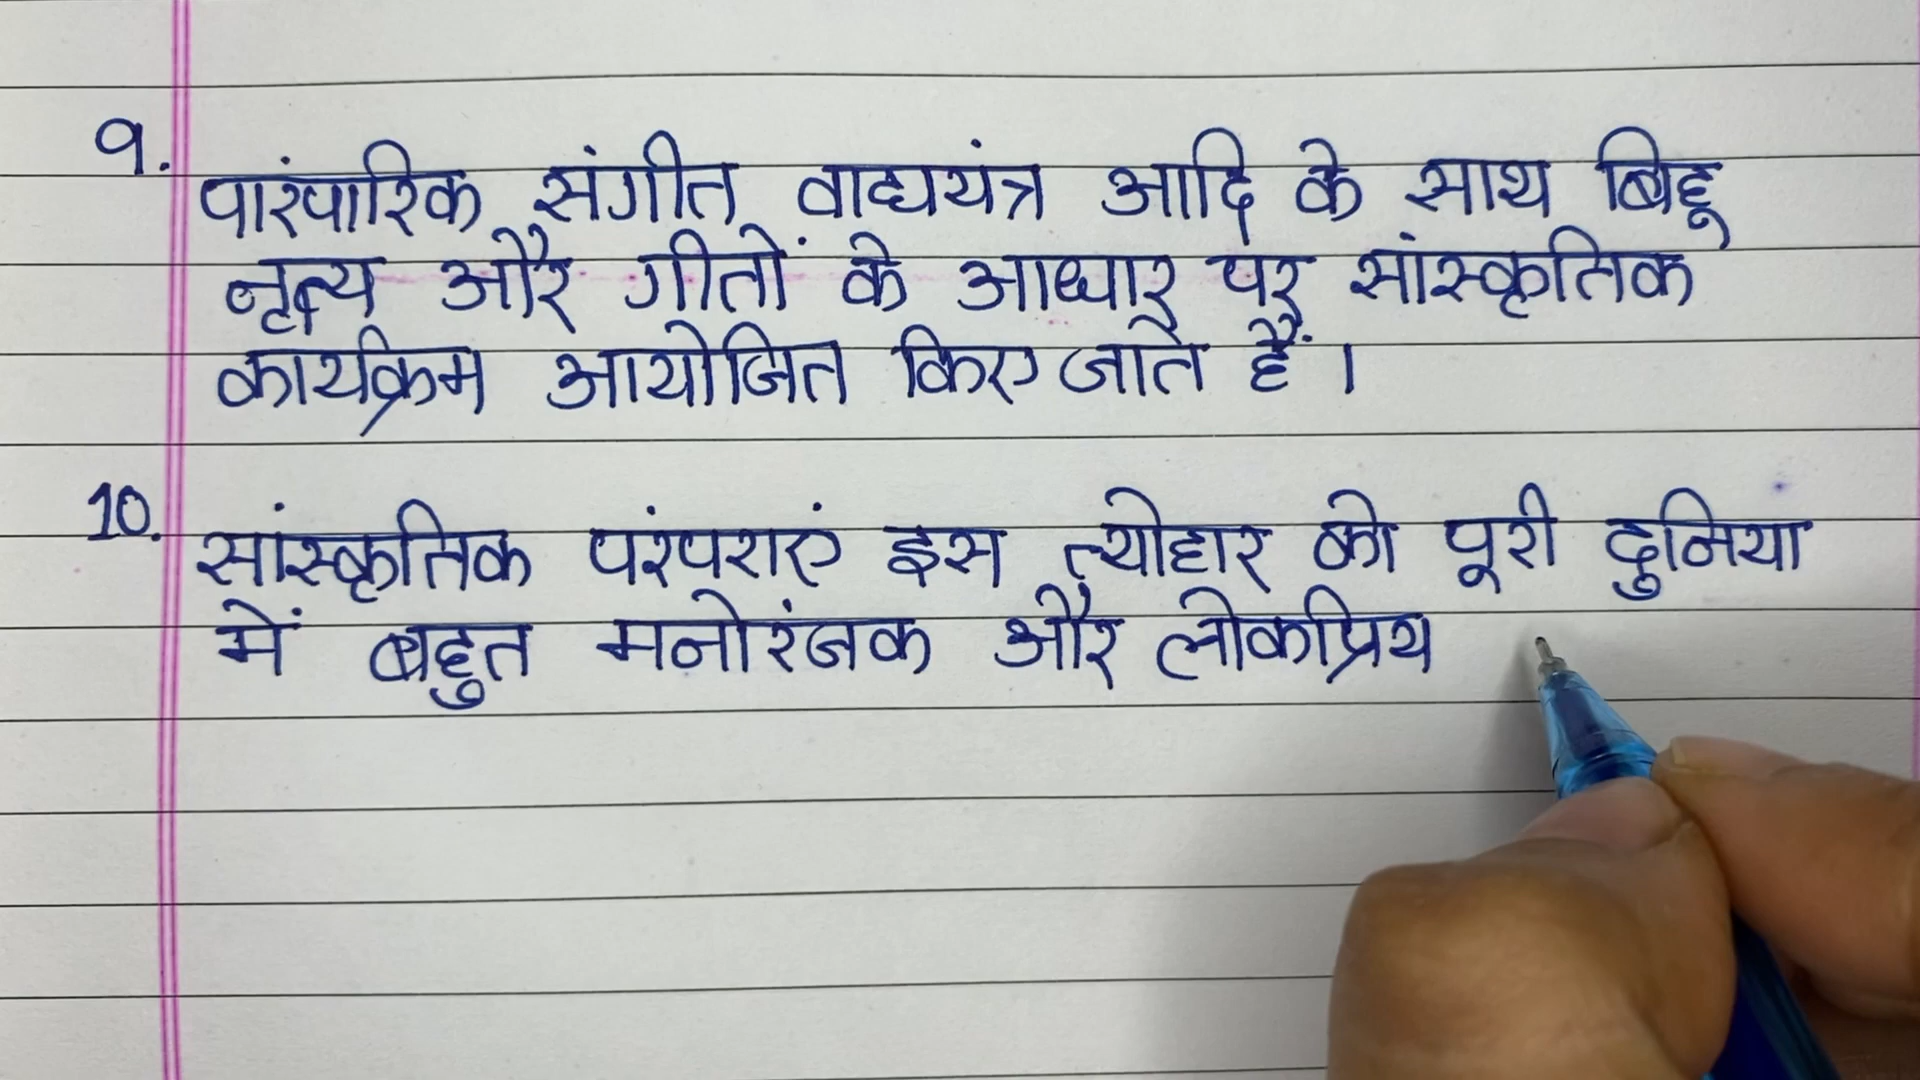 9. पारंपारिक संगीत, वाद्ययंत्र आदि के साथ बिहू
नृत्य और गीतों के आधार पर सांस्कृतिक
कार्यक्रम आयोजित किए जाते हैं।
10. सांस्कृतिक परंपराएं इस त्योहार को पूरी दुनिया
में बहुत मनोरंजक और लोकप्रिय